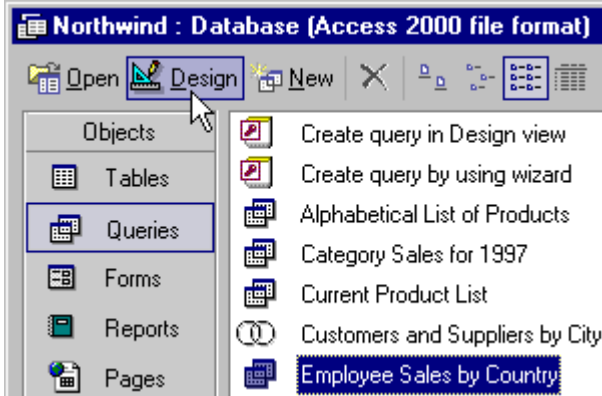 Northwind : Database (Access 2000 file format)
Open Design New
Objects
Tables
Queries
Forms
Reports
Pages
Create query in Design view
Create query by using wizard
Alphabetical List of Products
Category Sales for 1997
Current Product List
Customers and Suppliers by City
Employee Sales by Country